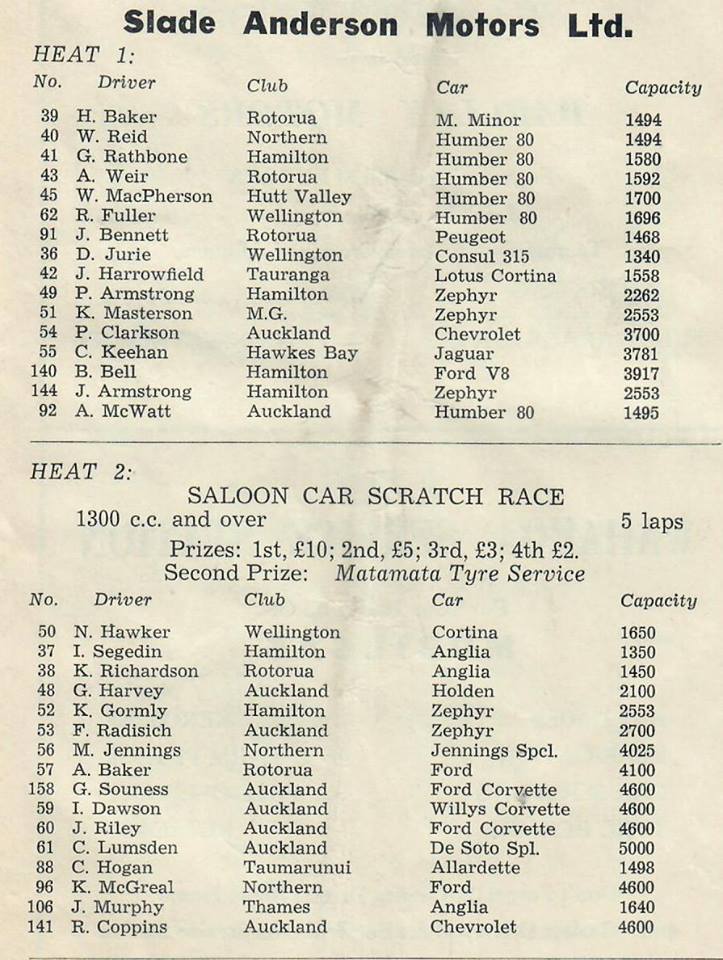 Slade Anderson Motors Ltd.
HEAT 1:
No. Driver Club Car Capacity
39 H. Baker Rotorua M. Minor 1494
40 W. Reid Northern Humber 80 1494
41 G. Rathbone Hamilton Humber 80 1580
43 A. Weir Rotorua Humber 80 1592
45 W. MacPherson Hutt Valley Humber 80 1700
62 R. Fuller Wellington Humber 80 1696
91 J. Bennett Rotorua Peugeot 1468
36 D. Jurie Wellington Consul 315 1340
42 J. Harrowfield Tauranga Lotus Cortina 1558
49 P. Armstrong Hamilton Zephyr 2262
51 K. Masterson M.G. Zephyr 2553
54 P. Clarkson Auckland Chevrolet 3700
55 C. Keehan Hawkes Bay Jaguar 3781
140 B. Bell Hamilton Ford V8 3917
144 J. Armstrong Hamilton Zephyr 2553
92 A. McWatt Auckland Humber 80 1495
HEAT 2:
SALOON CAR SCRATCH RACE
1300 c.c. and over 5 laps
Prizes: 1st, £10; 2nd, £5; 3rd, £3; 4th £2.
Second Prize: Matamata Tyre Service
No. Driver Club Car Capacity
50 N. Hawker Wellington Cortina 1650
37 I. Segedin Hamilton Anglia 1350
38 K. Richardson Rotorua Anglia 1450
48 G. Harvey Auckland Holden 2100
52 K. Gormly Hamilton Zephyr 2553
53 F. Radisich Auckland Zephyr 2700
56 M. Jennings Northern Jennings Spcl. 4025
57 A. Baker Rotorua Ford 4100
158 G. Souness Auckland Ford Corvette 4600
59 I. Dawson Auckland Willys Corvette 4600
60 J. Riley Auckland Ford Corvette 4600
61 C. Lumsden Auckland De Soto Spl. 5000
88 C. Hogan Taumarunui Allardette 1498
96 K. McGreal Northern Ford 4600
106 J. Murphy Thames Anglia 1640
141 R. Coppins Auckland Chevrolet 4600